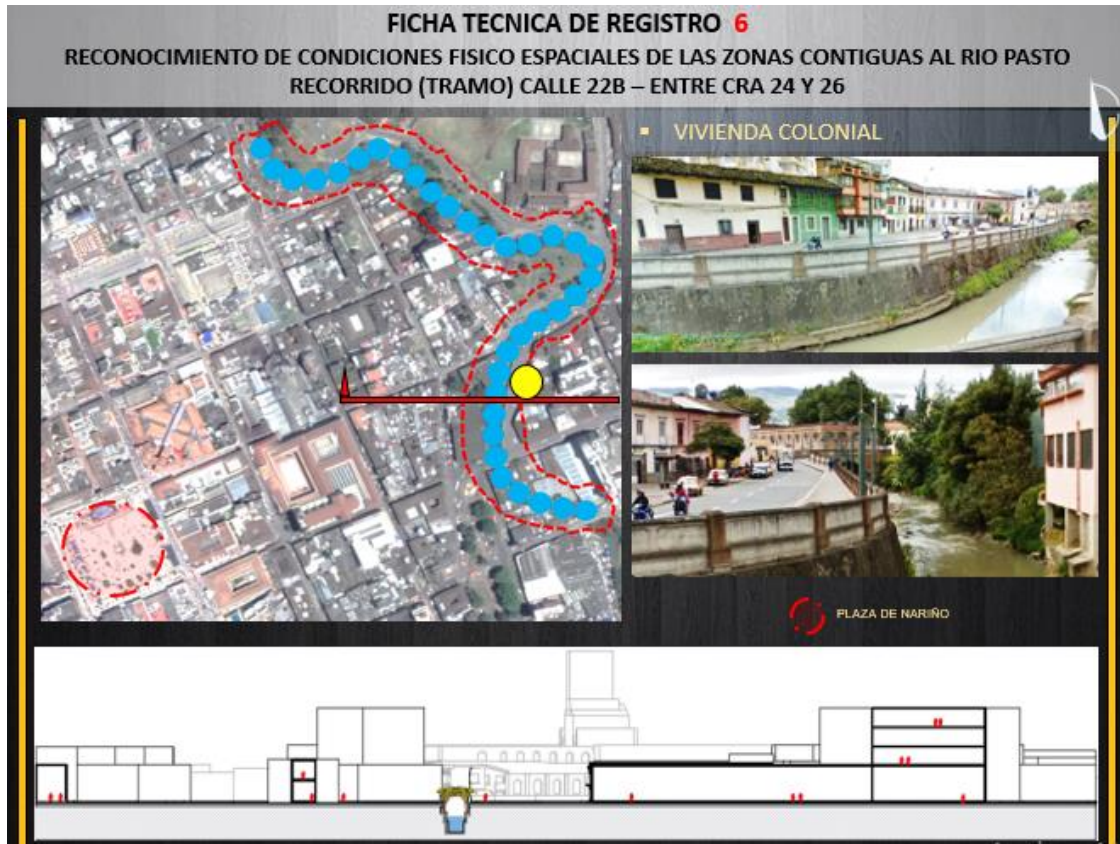 FICHA TECNICA DE REGISTRO 6
RECONOCIMIENTO DE CONDICIONES FISICO ESPACIALES DE LAS ZONAS CONTIGUAS AL RIO PASTO
RECORRIDO (TRAMO) CALLE 22B – ENTRE CRA 24 Y 26
▪ VIVIENDA COLONIAL
PLAZA DE NARIÑO